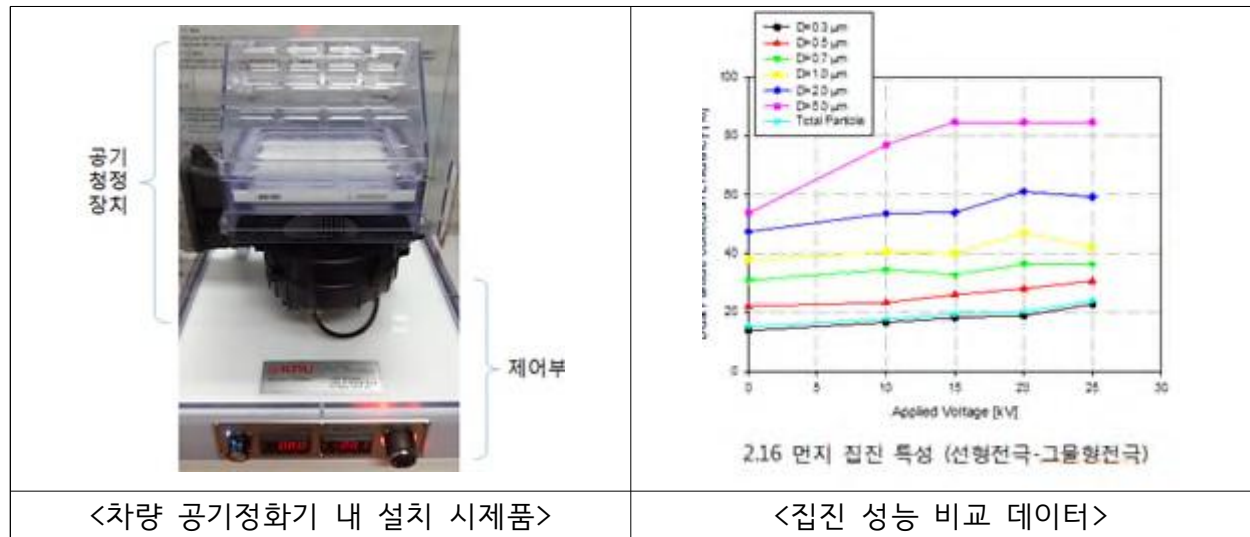 공기
청정
장치
제어부
KNU
D=0.3 μm
D=0.5 μm
D=0.7 μm
D=1.0 μm
D=2.0 μm
D=5.0 μm
Total Particle
100
80
60
40
20
0
0 5 10 15 20 25 30
Applied Voltage [kV]
2.16 먼지 집진 특성 (선형전극-그물형전극)
<차량 공기정화기 내 설치 시제품>
<집진 성능 비교 데이터>